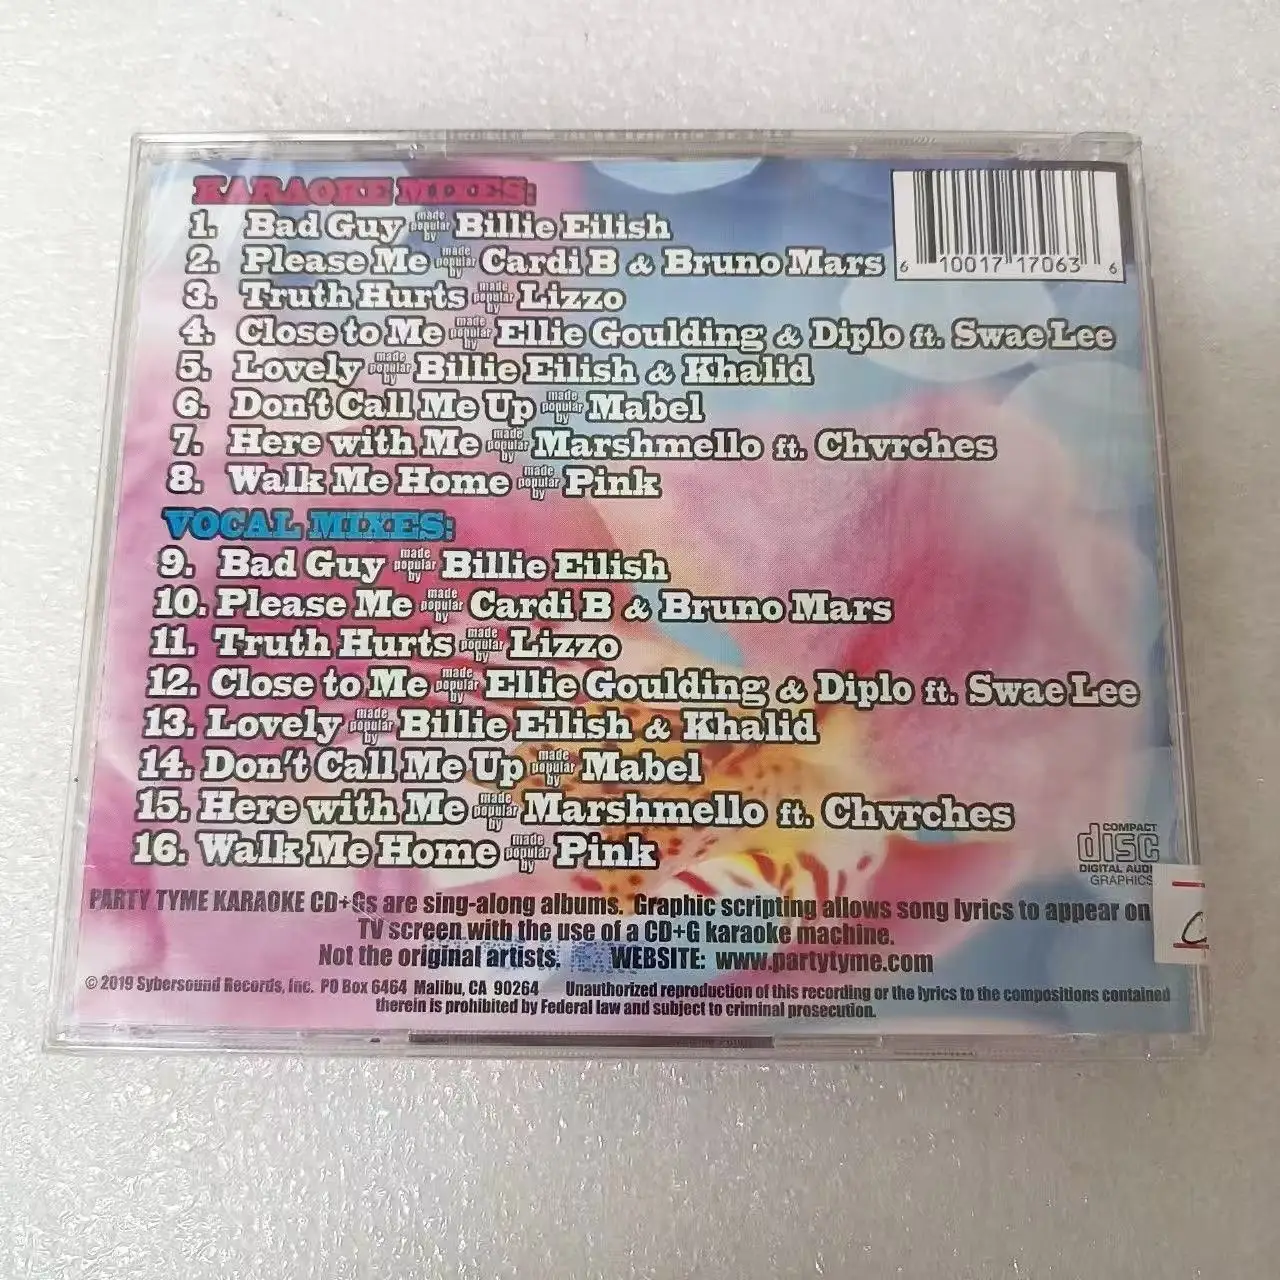 KARAOKE MIXES:
1. Bad Guy made popular by Billie Eilish
2. Please Me made popular by Cardi B & Bruno Mars
3. Truth Hurts made popular by Lizzo
4. Close to Me made popular by Ellie Goulding & Diplo ft. Swae Lee
5. Lovely made popular by Billie Eilish & Khalid
6. Don't Call Me Up made popular by Mabel
7. Here with Me made popular by Marshmello ft. Chvrches
8. Walk Me Home made popular by Pink
6 10017 17063 6
VOCAL MIXES:
9. Bad Guy made popular by Billie Eilish
10. Please Me made popular by Cardi B & Bruno Mars
11. Truth Hurts made popular by Lizzo
12. Close to Me made popular by Ellie Goulding & Diplo ft. Swae Lee
13. Lovely made popular by Billie Eilish & Khalid
14. Don't Call Me Up made popular by Mabel
15. Here with Me made popular by Marshmello ft. Chvrches
16. Walk Me Home made popular by Pink
COMPACT
disc
DIGITAL AUDI
GRAPHICS
PARTY TYME KARAOKE CD+Gs are sing-along albums. Graphic scripting allows song lyrics to appear on
TV screen with the use of a CD+G karaoke machine.
Not the original artists. WEBSITE: www.partytyme.com
© 2019 Sybersound Records, Inc. PO Box 6464 Malibu, CA 90264 Unauthorized reproduction of this recording or the lyrics to the compositions contained
therein is prohibited by Federal law and subject to criminal prosecution.